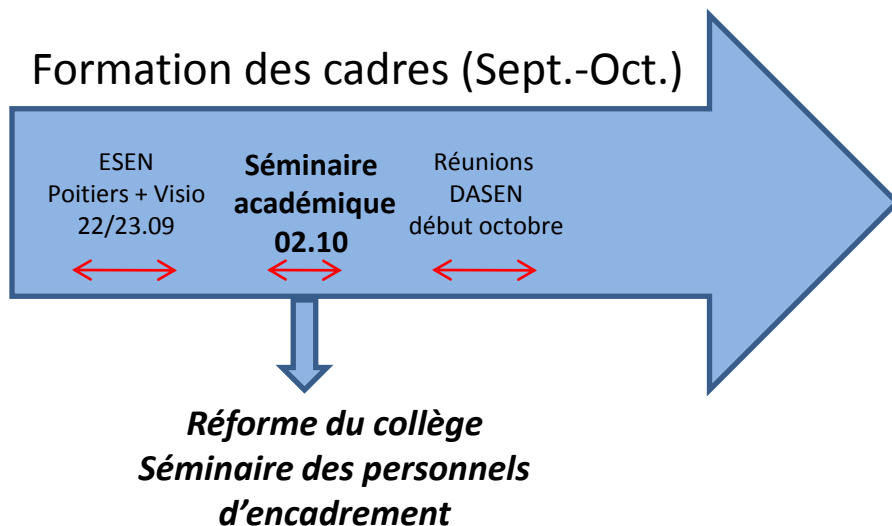 Formation des cadres (Sept.-Oct.)
ESEN
Poitiers + Visio
22/23.09
Séminaire
académique
02.10
Réunions
DASEN
début octobre
Réforme du collège
Séminaire des personnels
d’encadrement